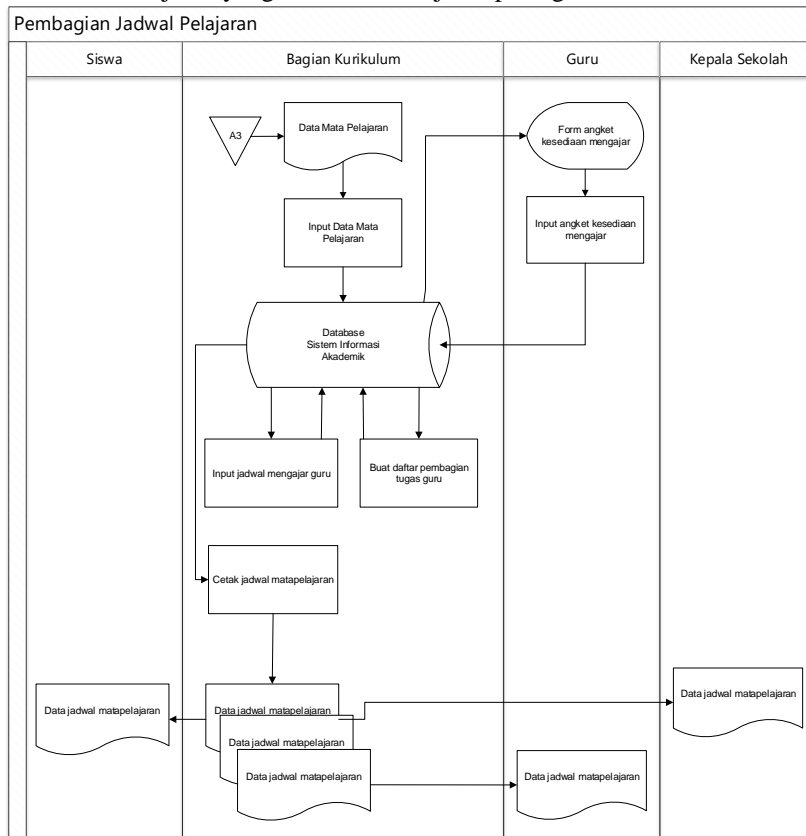 Pembagian Jadwal Pelajaran
Siswa
Bagian Kurikulum
Guru
Kepala Sekolah
A3
Data Mata Pelajaran
Form angket
kesediaan mengajar
Input Data Mata
Pelajaran
Input angket kesediaan
mengajar
Database
Sistem Informasi
Akademik
Input jadwal mengajar guru
Buat daftar pembagian
tugas guru
Cetak jadwal matapelajaran
Data jadwal matapelajaran
Data jadwal matapelajaran
Data jadwal matapelajaran
Data jadwal matapelajaran
Data jadwal matapelajaran
Data jadwal matapelajaran